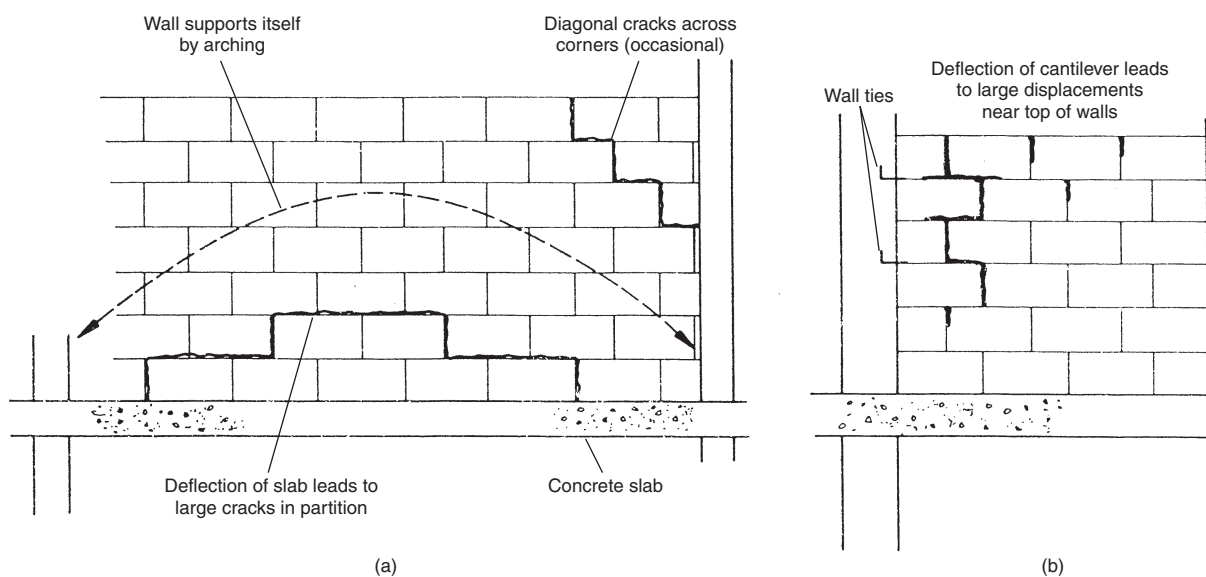 Wall supports itself
by arching
Diagonal cracks across
corners (occasional)
Deflection of slab leads to
large cracks in partition
Concrete slab
(a)
Wall ties
Deflection of cantilever leads
to large displacements
near top of walls
(b)